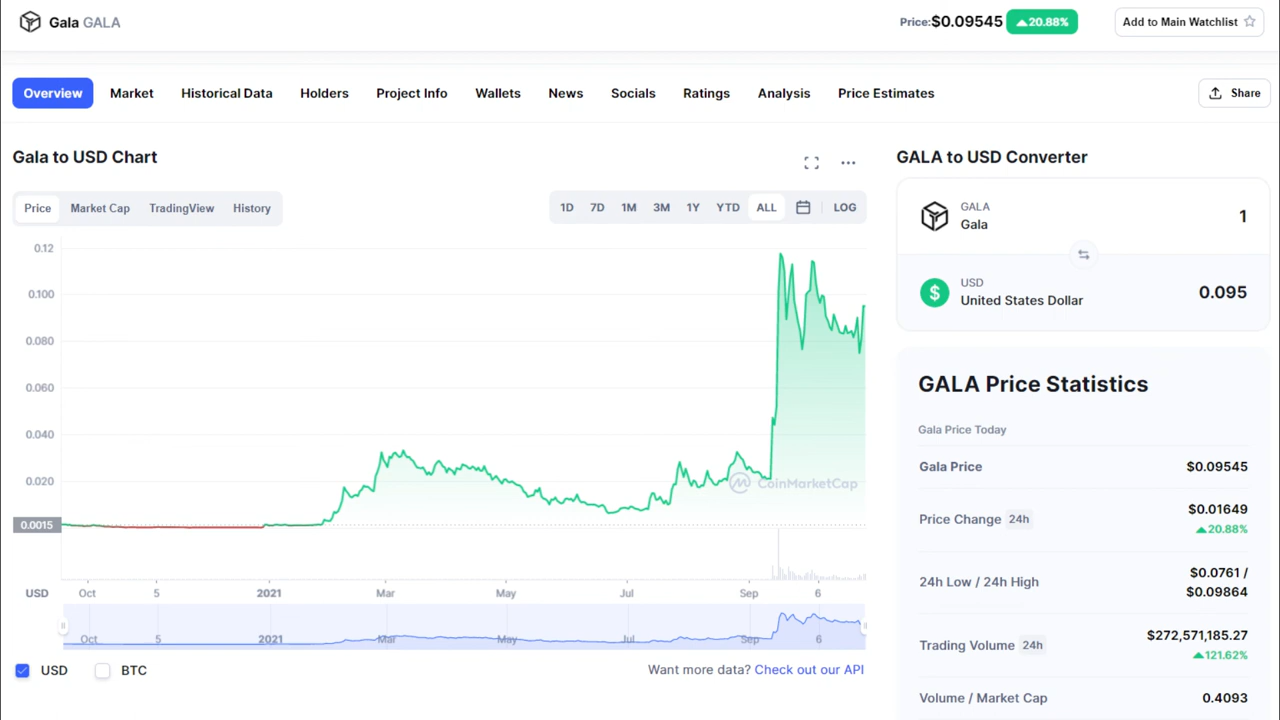 Gala GALA
Price:$0.09545 20.88%
Add to Main Watchlist
Overview Market Historical Data Holders Project Info Wallets News Socials Ratings Analysis Price Estimates
Share
Gala to USD Chart
Price Market Cap TradingView History
1D 7D 1M 3M 1Y YTD ALL LOG
0.12
0.100
0.080
0.060
0.040
0.020
0.0015
CoinMarketCap
USD Oct 5 2021 Mar May Jul Sep 6
Oct 5 2021 Mar May Jul Sep 6
USD BTC
Want more data? Check out our API
GALA to USD Converter
GALA
Gala
1
USD
United States Dollar
0.095
GALA Price Statistics
Gala Price Today
Gala Price $0.09545
Price Change 24h $0.01649
20.88%
24h Low / 24h High $0.0761 /
$0.09864
Trading Volume 24h $272,571,185.27
121.62%
Volume / Market Cap 0.4093